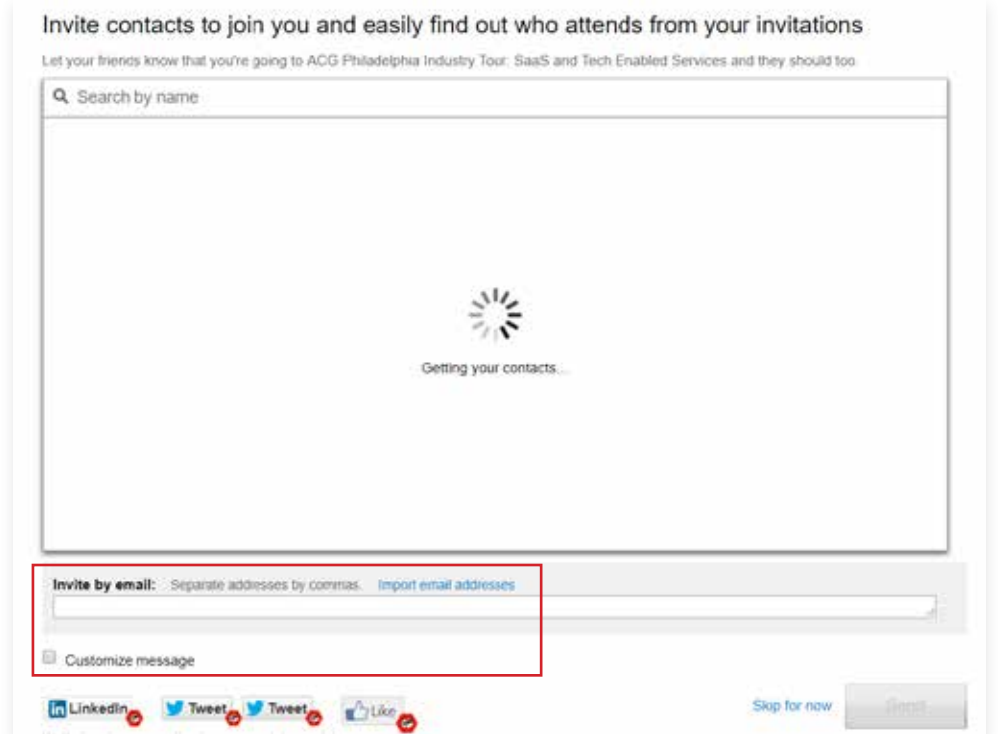 Invite contacts to join you and easily find out who attends from your invitations
Let your friends know that you're going to ACG Philadelphia Industry Tour: SaaS and Tech Enabled Services and they should too.
Search by name
Getting your contacts...
Invite by email: Separate addresses by commas. Import email addresses
Customize message
in LinkedIn Tweet Tweet Like Skip for now Send